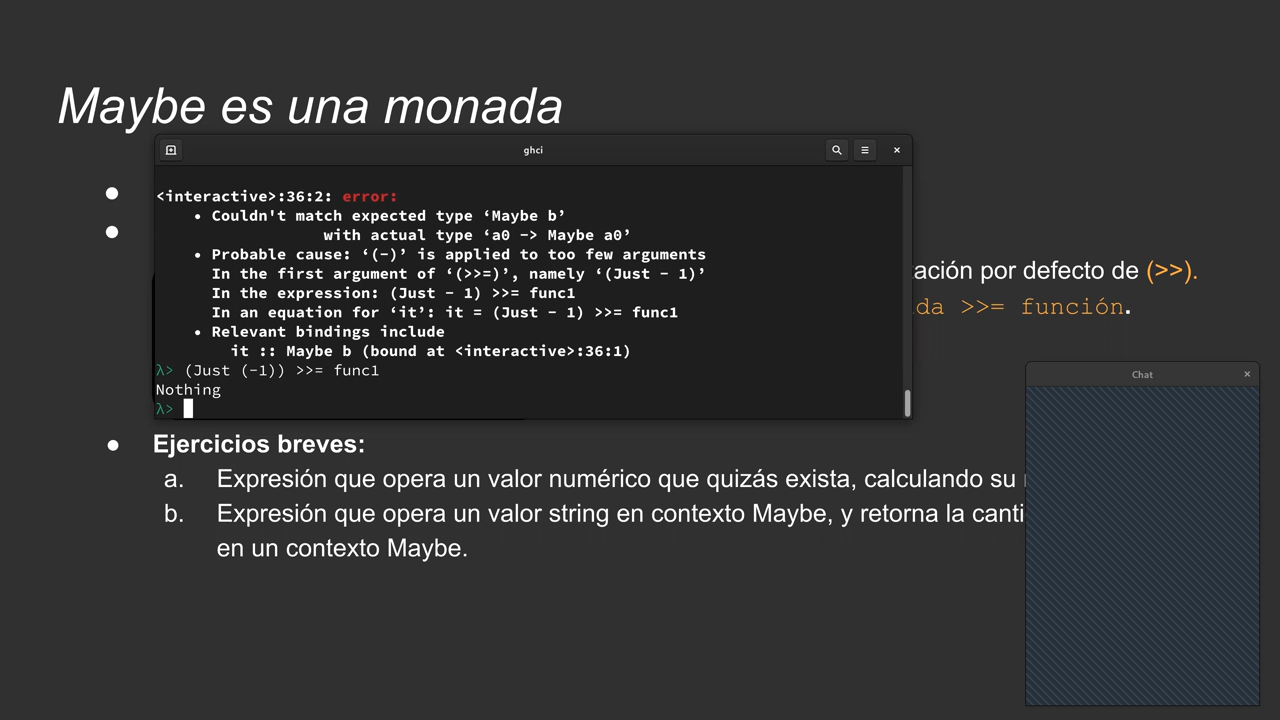 Maybe es una monada
ghci
<interactive>:36:2: error:
• Couldn't match expected type ‘Maybe b’
with actual type ‘a0 -> Maybe a0’
• Probable cause: ‘(-)’ is applied to too few arguments
In the first argument of ‘(>>=)’, namely ‘(Just - 1)’
In the expression: (Just - 1) >>= func1
In an equation for ‘it’: it = (Just - 1) >>= func1
• Relevant bindings include
it :: Maybe b (bound at <interactive>:36:1)
λ> (Just (-1)) >>= func1
Nothing
λ>
ación por defecto de (>>).
da >>= función.
Chat
● Ejercicios breves:
a. Expresión que opera un valor numérico que quizás exista, calculando su
b. Expresión que opera un valor string en contexto Maybe, y retorna la canti
en un contexto Maybe.